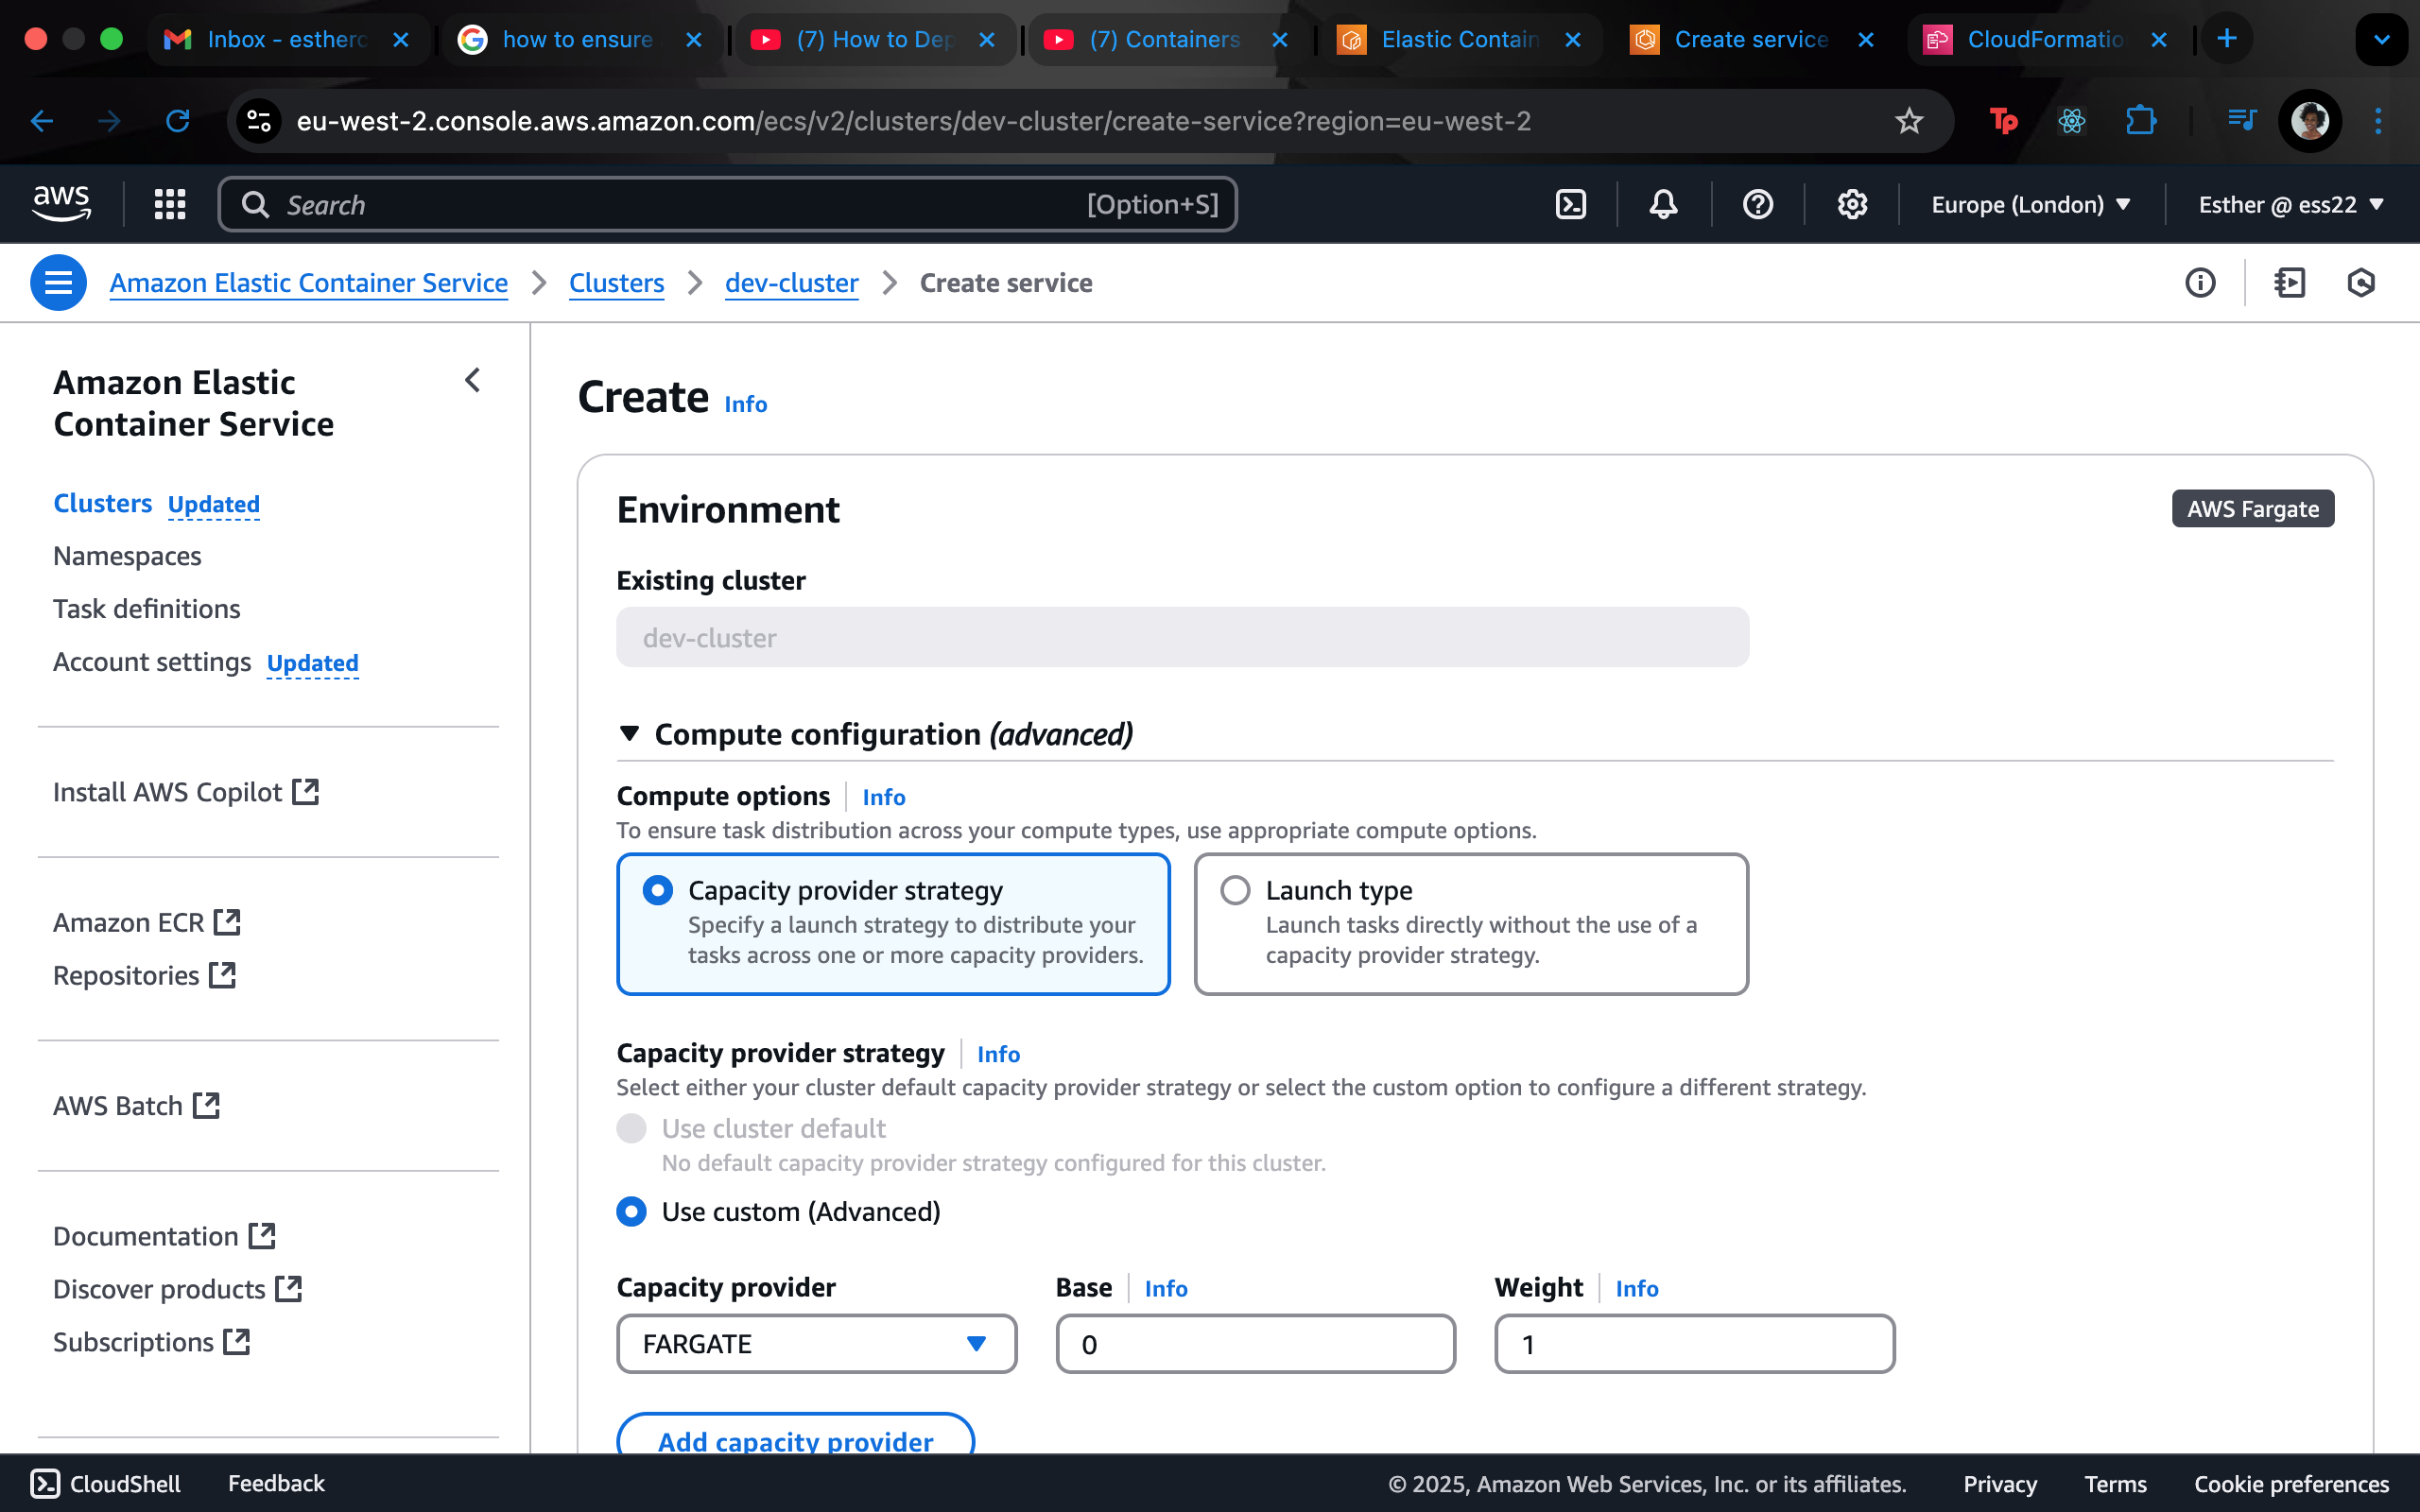 Inbox - estherc
how to ensure
(7) How to Dep
(7) Containers
Elastic Contain
Create service
CloudFormatio
eu-west-2.console.aws.amazon.com/ecs/v2/clusters/dev-cluster/create-service?region=eu-west-2
Tp
aws
Search
[Option+S]
Europe (London)
Esther @ ess22
Amazon Elastic Container Service
Clusters
dev-cluster
Create service
Amazon Elastic
Container Service
Clusters Updated
Namespaces
Task definitions
Account settings Updated
Install AWS Copilot
Amazon ECR
Repositories
AWS Batch
Documentation
Discover products
Subscriptions
Create Info
Environment
AWS Fargate
Existing cluster
dev-cluster
Compute configuration (advanced)
Compute options Info
To ensure task distribution across your compute types, use appropriate compute options.
Capacity provider strategy
Specify a launch strategy to distribute your
tasks across one or more capacity providers.
Launch type
Launch tasks directly without the use of a
capacity provider strategy.
Capacity provider strategy Info
Select either your cluster default capacity provider strategy or select the custom option to configure a different strategy.
Use cluster default
No default capacity provider strategy configured for this cluster.
Use custom (Advanced)
Capacity provider
Base Info
Weight Info
FARGATE
0
1
Add capacity provider
CloudShell
Feedback
© 2025, Amazon Web Services, Inc. or its affiliates.
Privacy
Terms
Cookie preferences